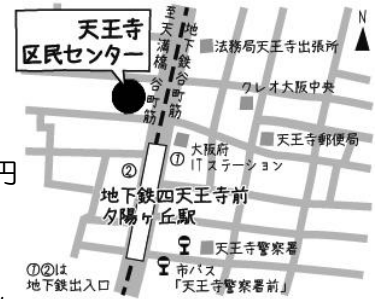 天王寺
区民センター
至天満橋
地下鉄谷町筋
谷町筋
N
法務局天王寺出張所
クレオ大阪中央
天王寺郵便局
①
大阪府
ITステーション
②
円
地下鉄四天王寺前
夕陽ヶ丘駅
天王寺警察署
市バス
「天王寺警察署前」
①②は
地下鉄出入口